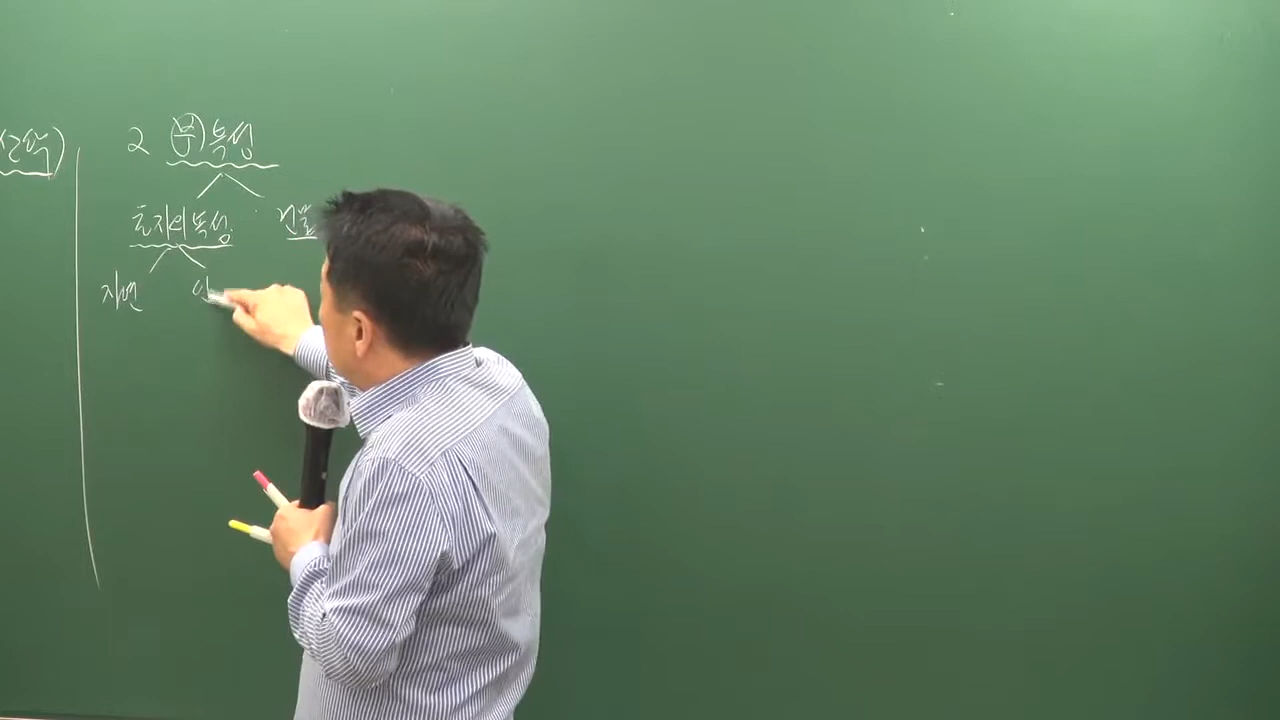 2 (부)특성
토지의 특성 건물
자연